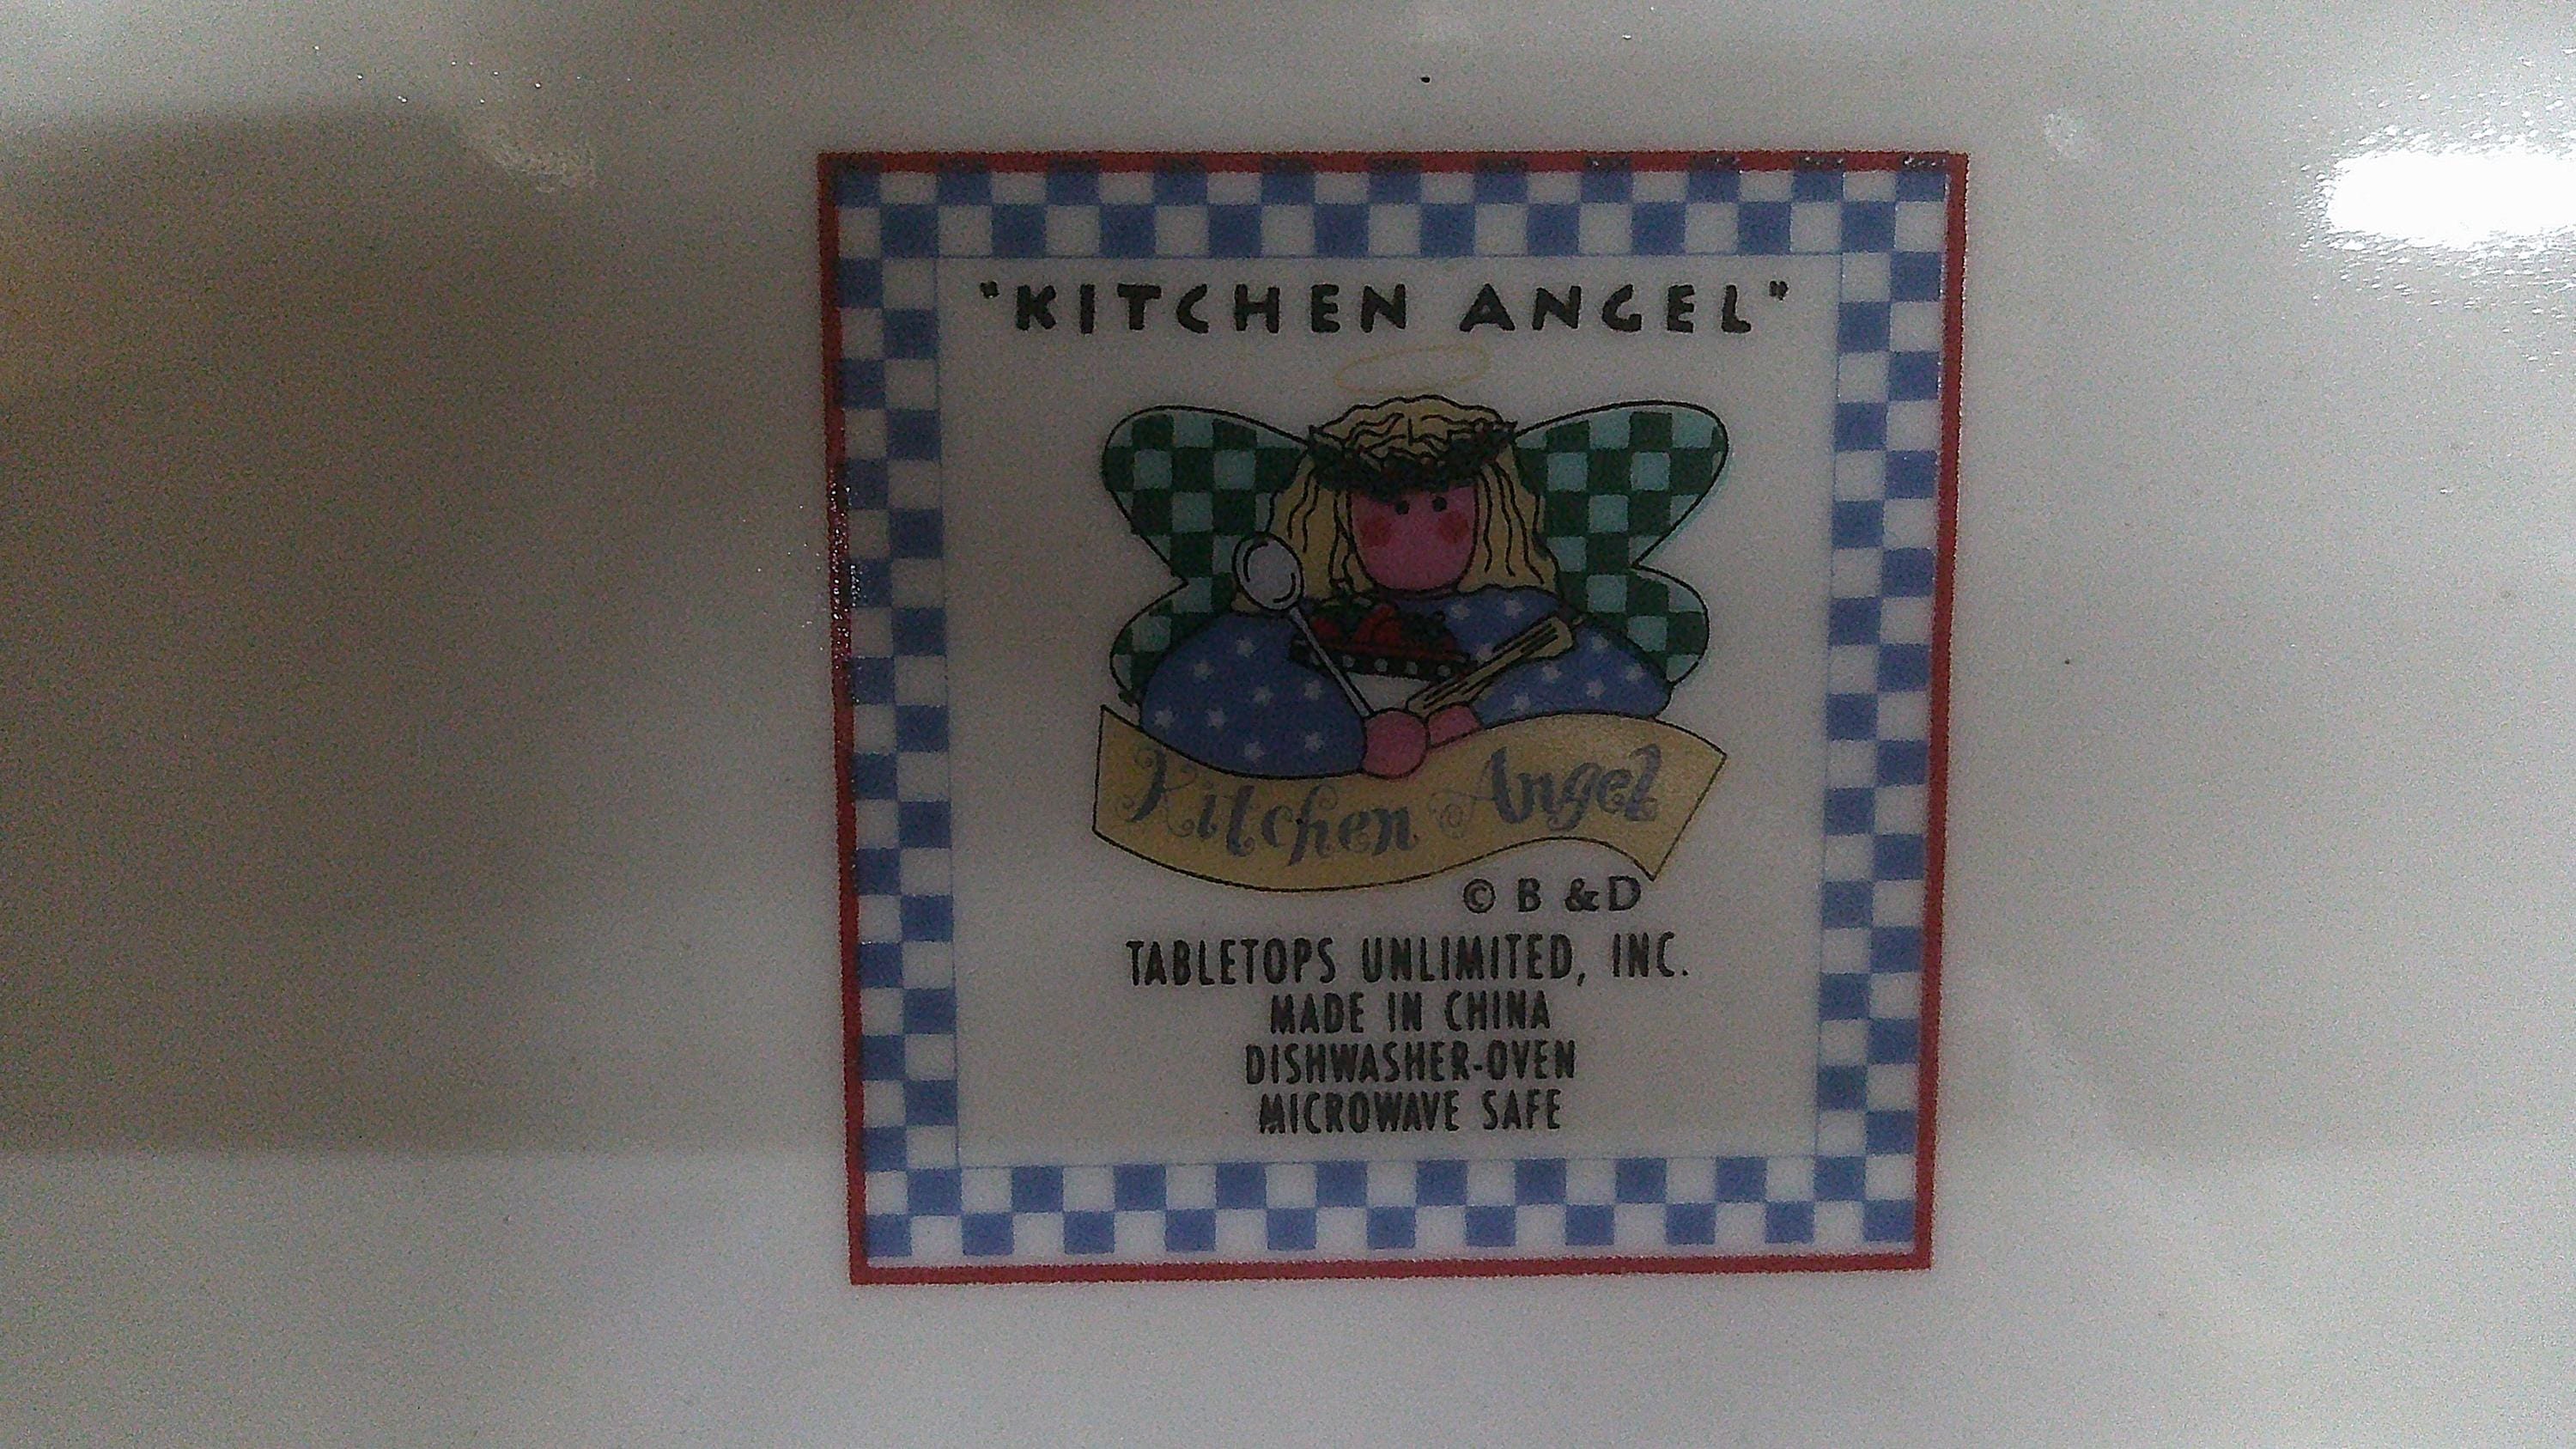 "KITCHEN ANGEL"
Kitchen Angel
© B & D
TABLETOPS UNLIMITED, INC.
MADE IN CHINA
DISHWASHER-OVEN
MICROWAVE SAFE